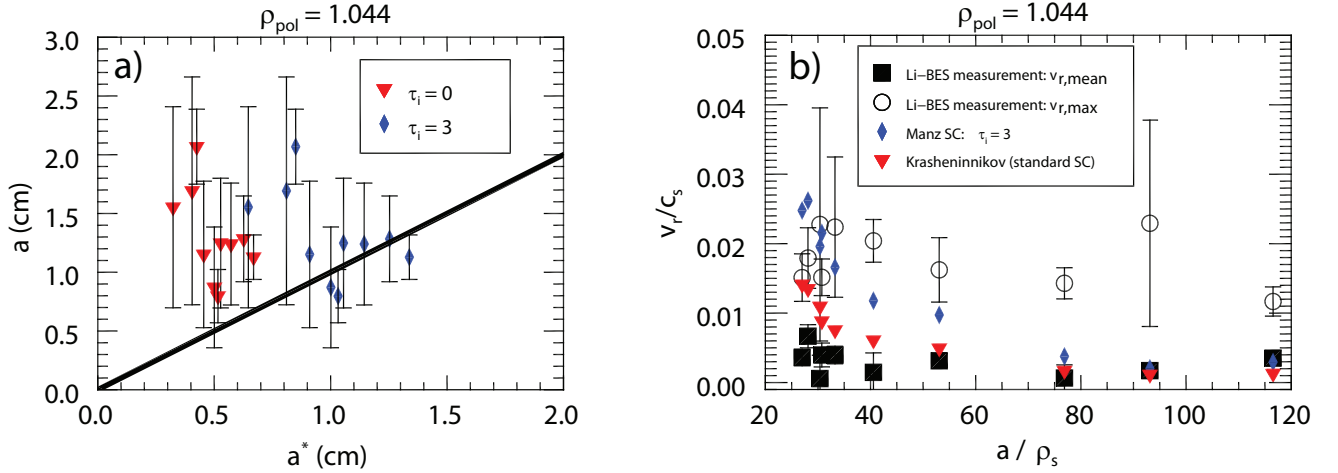 ρpol = 1.044
a)
3.0
2.5
2.0
1.5
1.0
0.5
0.0
a (cm)
τi = 0
τi = 3
0.0 0.5 1.0 1.5 2.0
a* (cm)
ρpol = 1.044
b)
0.05
0.04
0.03
0.02
0.01
0.00
vr/cs
Li−BES measurement: vr,mean
Li−BES measurement: vr,max
Manz SC: τi = 3
Krasheninnikov (standard SC)
20 40 60 80 100 120
a / ρs